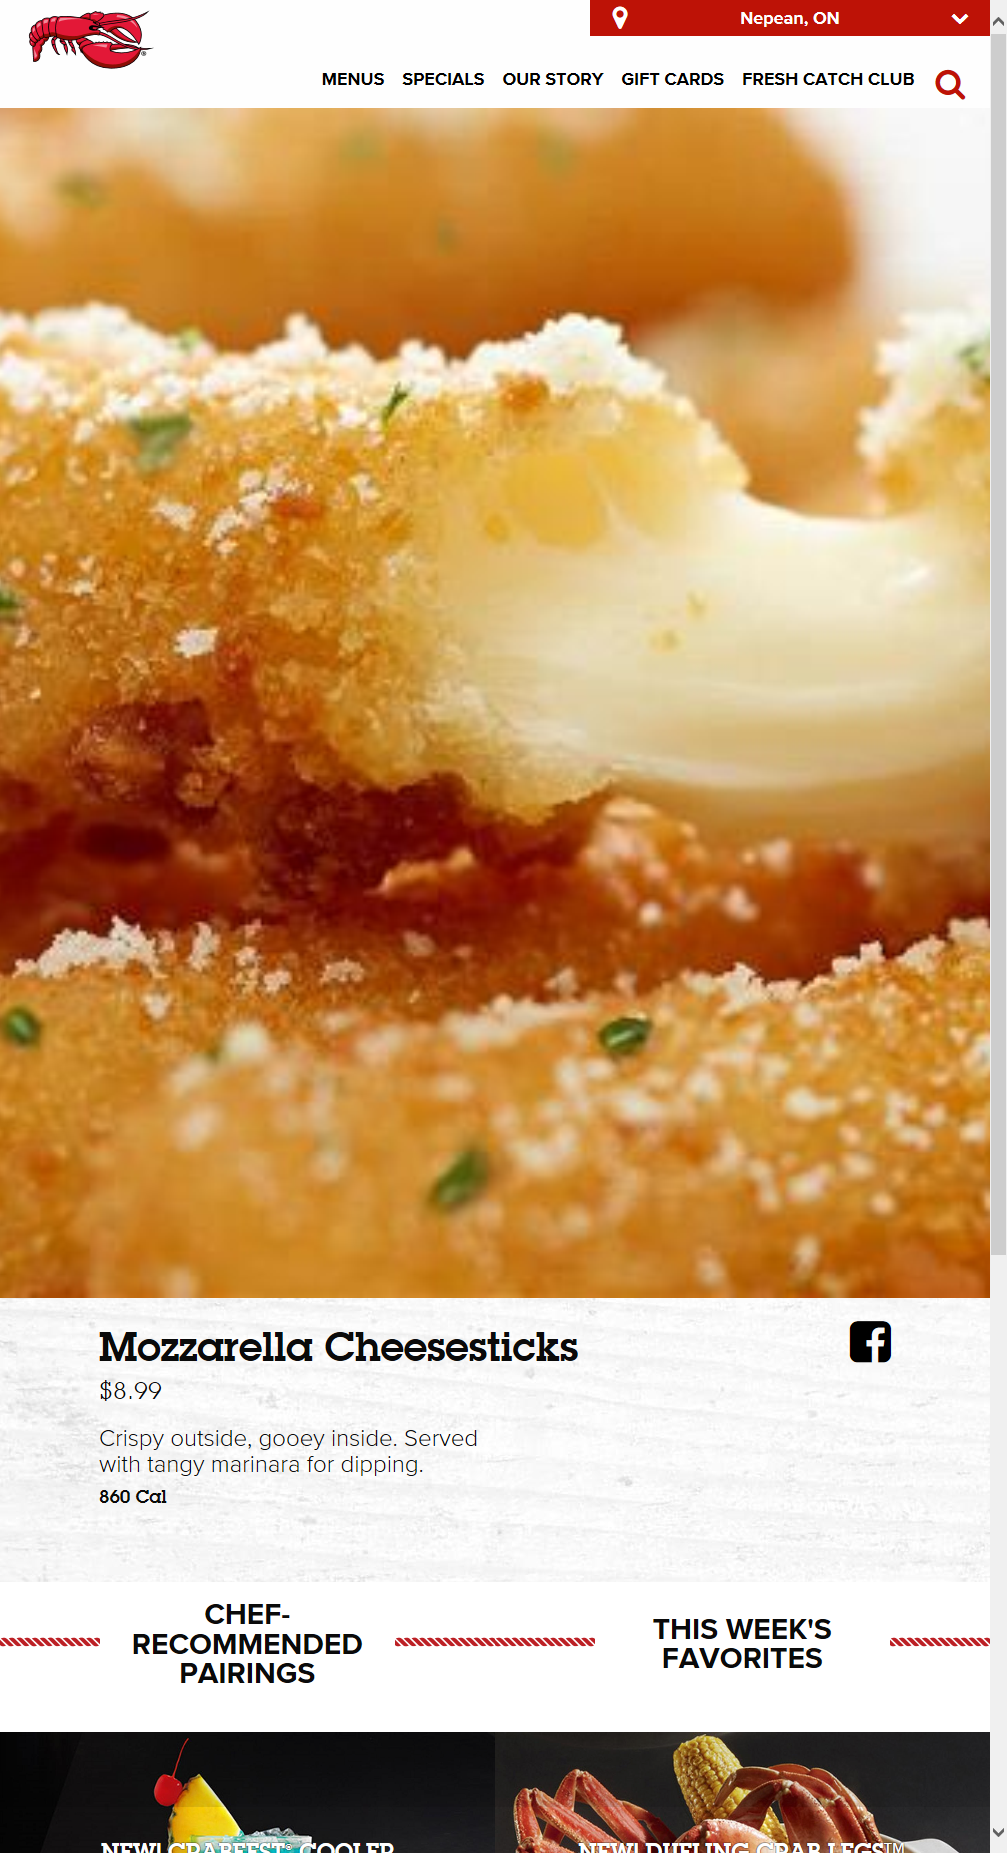 Nepean, ON
MENUS SPECIALS OUR STORY GIFT CARDS FRESH CATCH CLUB
Mozzarella Cheesesticks
$8.99
Crispy outside, gooey inside. Served
with tangy marinara for dipping.
860 Cal
CHEF-
RECOMMENDED
PAIRINGS
THIS WEEK'S
FAVORITES
NEW! CRABFEST® COOLER
NEW! DUELING CRAB LEGS™